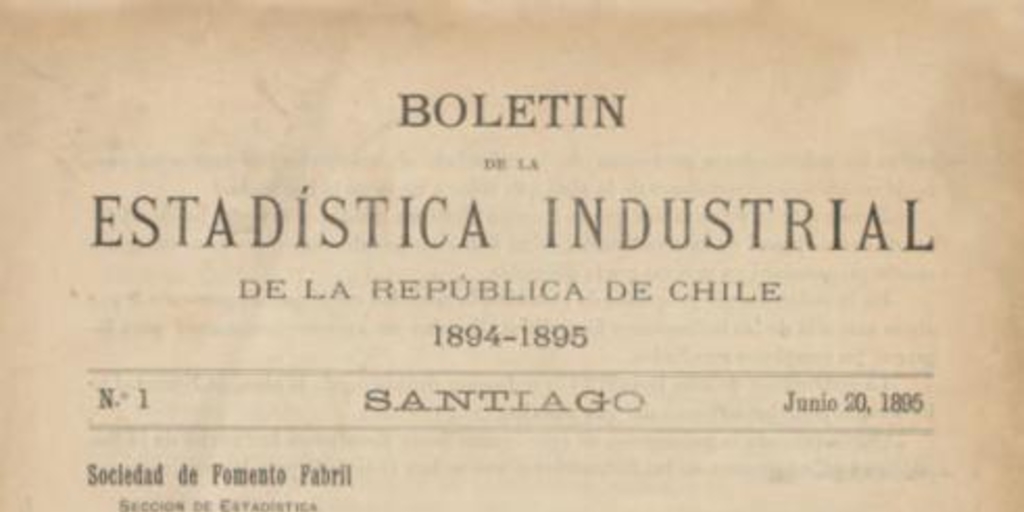 BOLETIN
DE LA
ESTADÍSTICA INDUSTRIAL
DE LA REPÚBLICA DE CHILE
1894-1895
N.º 1 SANTIAGO Junio 20, 1895
Sociedad de Fomento Fabril
SECCION DE ESTADÍSTICA